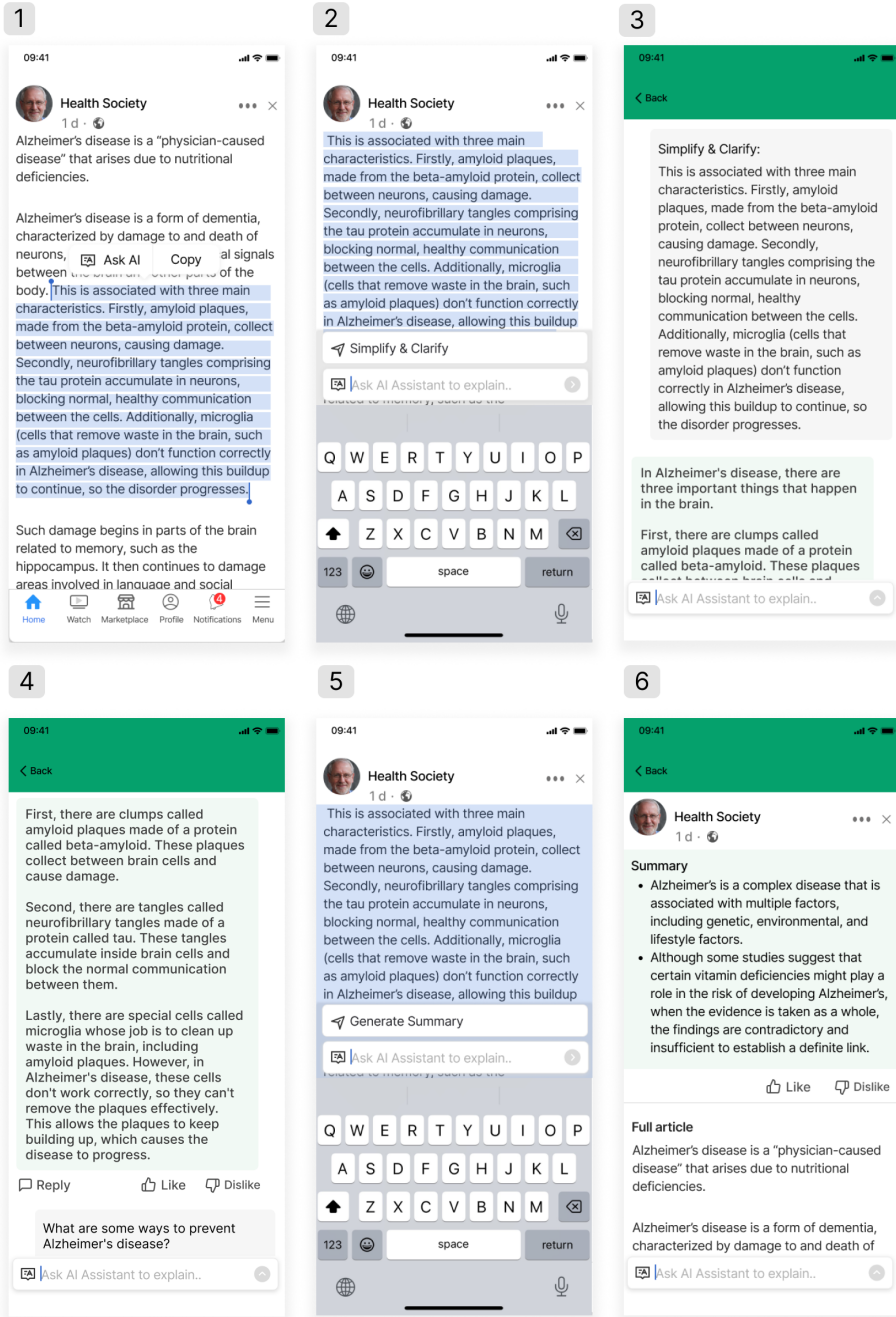 1
09:41
Health Society
1 d ·
Alzheimer's disease is a "physician-caused
disease" that arises due to nutritional
deficiencies.
Alzheimer's disease is a form of dementia,
characterized by damage to and death of
neurons,
Ask AI
Copy
al signals
between the brain an other parts of the
body. This is associated with three main
characteristics. Firstly, amyloid plaques,
made from the beta-amyloid protein, collect
between neurons, causing damage.
Secondly, neurofibrillary tangles comprising
the tau protein accumulate in neurons,
blocking normal, healthy communication
between the cells. Additionally, microglia
(cells that remove waste in the brain, such
as amyloid plaques) don't function correctly
in Alzheimer's disease, allowing this buildup
to continue, so the disorder progresses.
Such damage begins in parts of the brain
related to memory, such as the
hippocampus. It then continues to damage
areas involved in language and social
4
Home Watch Marketplace Profile Notifications Menu
2
09:41
Health Society
1 d ·
This is associated with three main
characteristics. Firstly, amyloid plaques,
made from the beta-amyloid protein, collect
between neurons, causing damage.
Secondly, neurofibrillary tangles comprising
the tau protein accumulate in neurons,
blocking normal, healthy communication
between the cells. Additionally, microglia
(cells that remove waste in the brain, such
as amyloid plaques) don't function correctly
in Alzheimer's disease, allowing this buildup
Simplify & Clarify
Ask AI Assistant to explain..
related to memory, such as the
Q W E R T Y U I O P
A S D F G H J K L
Z X C V B N M
123 space return
3
09:41
Back
Simplify & Clarify:
This is associated with three main
characteristics. Firstly, amyloid
plaques, made from the beta-amyloid
protein, collect between neurons,
causing damage. Secondly,
neurofibrillary tangles comprising the
tau protein accumulate in neurons,
blocking normal, healthy
communication between the cells.
Additionally, microglia (cells that
remove waste in the brain, such as
amyloid plaques) don't function
correctly in Alzheimer's disease,
allowing this buildup to continue, so
the disorder progresses.
In Alzheimer's disease, there are
three important things that happen
in the brain.
First, there are clumps called
amyloid plaques made of a protein
called beta-amyloid. These plaques
collect between brain cells and
Ask AI Assistant to explain..
4
09:41
Back
First, there are clumps called
amyloid plaques made of a protein
called beta-amyloid. These plaques
collect between brain cells and
cause damage.
Second, there are tangles called
neurofibrillary tangles made of a
protein called tau. These tangles
accumulate inside brain cells and
block the normal communication
between them.
Lastly, there are special cells called
microglia whose job is to clean up
waste in the brain, including
amyloid plaques. However, in
Alzheimer's disease, these cells
don't work correctly, so they can't
remove the plaques effectively.
This allows the plaques to keep
building up, which causes the
disease to progress.
Reply Like Dislike
What are some ways to prevent
Alzheimer's disease?
Ask AI Assistant to explain..
5
09:41
Health Society
1 d ·
This is associated with three main
characteristics. Firstly, amyloid plaques,
made from the beta-amyloid protein, collect
between neurons, causing damage.
Secondly, neurofibrillary tangles comprising
the tau protein accumulate in neurons,
blocking normal, healthy communication
between the cells. Additionally, microglia
(cells that remove waste in the brain, such
as amyloid plaques) don't function correctly
in Alzheimer's disease, allowing this buildup
Generate Summary
Ask AI Assistant to explain..
related to memory, such as the
Q W E R T Y U I O P
A S D F G H J K L
Z X C V B N M
123 space return
6
09:41
Back
Health Society
1 d ·
Summary
• Alzheimer's is a complex disease that is
associated with multiple factors,
including genetic, environmental, and
lifestyle factors.
• Although some studies suggest that
certain vitamin deficiencies might play a
role in the risk of developing Alzheimer's,
when the evidence is taken as a whole,
the findings are contradictory and
insufficient to establish a definite link.
Like Dislike
Full article
Alzheimer's disease is a "physician-caused
disease" that arises due to nutritional
deficiencies.
Alzheimer's disease is a form of dementia,
characterized by damage to and death of
Ask AI Assistant to explain..